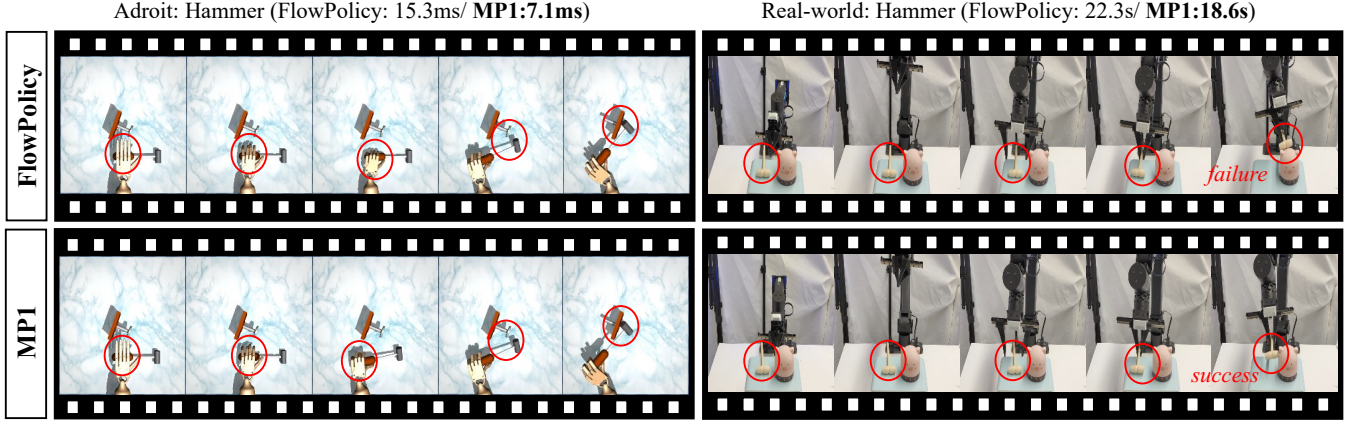 Adroit: Hammer (FlowPolicy: 15.3ms/ MP1:7.1ms)
Real-world: Hammer (FlowPolicy: 22.3s/ MP1:18.6s)
FlowPolicy
failure
MP1
success